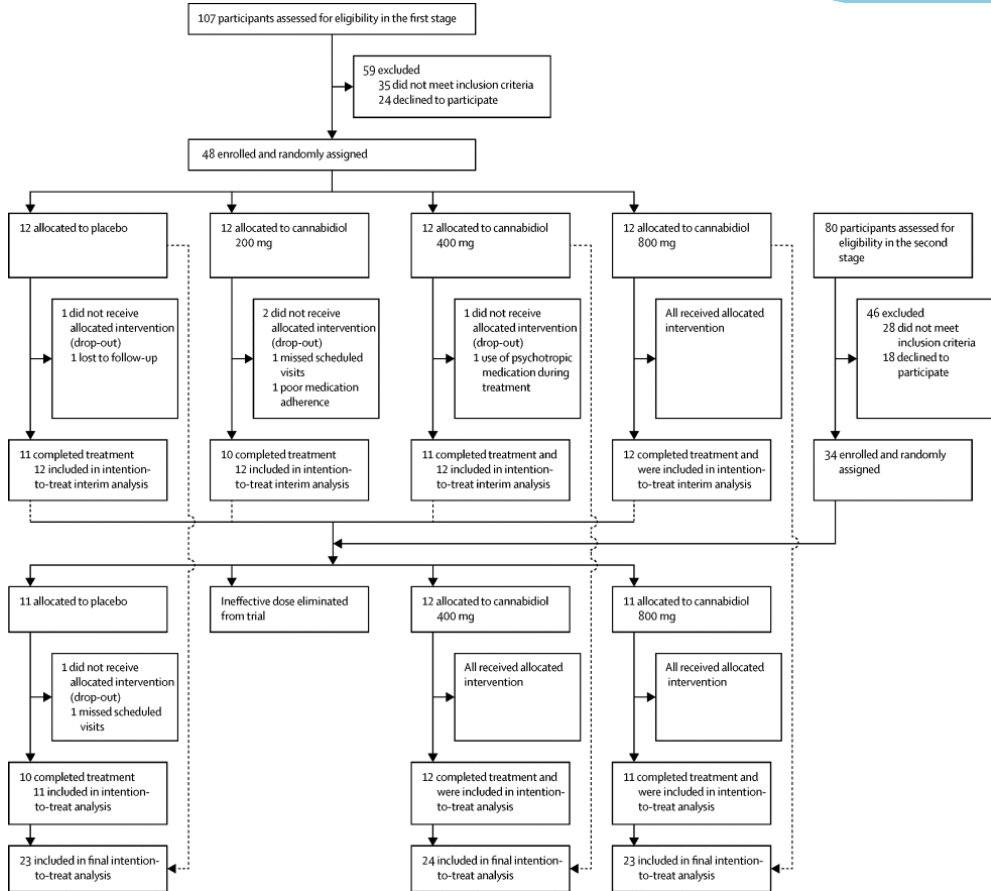 107 participants assessed for eligibility in the first stage
59 excluded
35 did not meet inclusion criteria
24 declined to participate
48 enrolled and randomly assigned
12 allocated to placebo
12 allocated to cannabidiol
200 mg
12 allocated to cannabidiol
400 mg
12 allocated to cannabidiol
800 mg
80 participants assessed for
eligibility in the second
stage
1 did not receive
allocated intervention
(drop-out)
1 lost to follow-up
2 did not receive
allocated intervention
(drop-out)
1 missed scheduled
visits
1 poor medication
adherence
1 did not receive
allocated intervention
(drop-out)
1 use of psychotropic
medication during
treatment
All received allocated
intervention
46 excluded
28 did not meet
inclusion criteria
18 declined to
participate
11 completed treatment
12 included in intention-
to-treat interim analysis
10 completed treatment
12 included in intention-
to-treat interim analysis
11 completed treatment and
12 included in intention-
to-treat interim analysis
12 completed treatment and
were included in intention-
to-treat interim analysis
34 enrolled and randomly
assigned
11 allocated to placebo
Ineffective dose eliminated
from trial
12 allocated to cannabidiol
400 mg
11 allocated to cannabidiol
800 mg
1 did not receive
allocated intervention
(drop-out)
1 missed scheduled
visits
All received allocated
intervention
All received allocated
intervention
10 completed treatment
11 included in intention-
to-treat analysis
12 completed treatment and
were included in intention-
to-treat analysis
11 completed treatment and
were included in intention-
to-treat analysis
23 included in final intention-
to-treat analysis
24 included in final intention-
to-treat analysis
23 included in final intention-
to-treat analysis